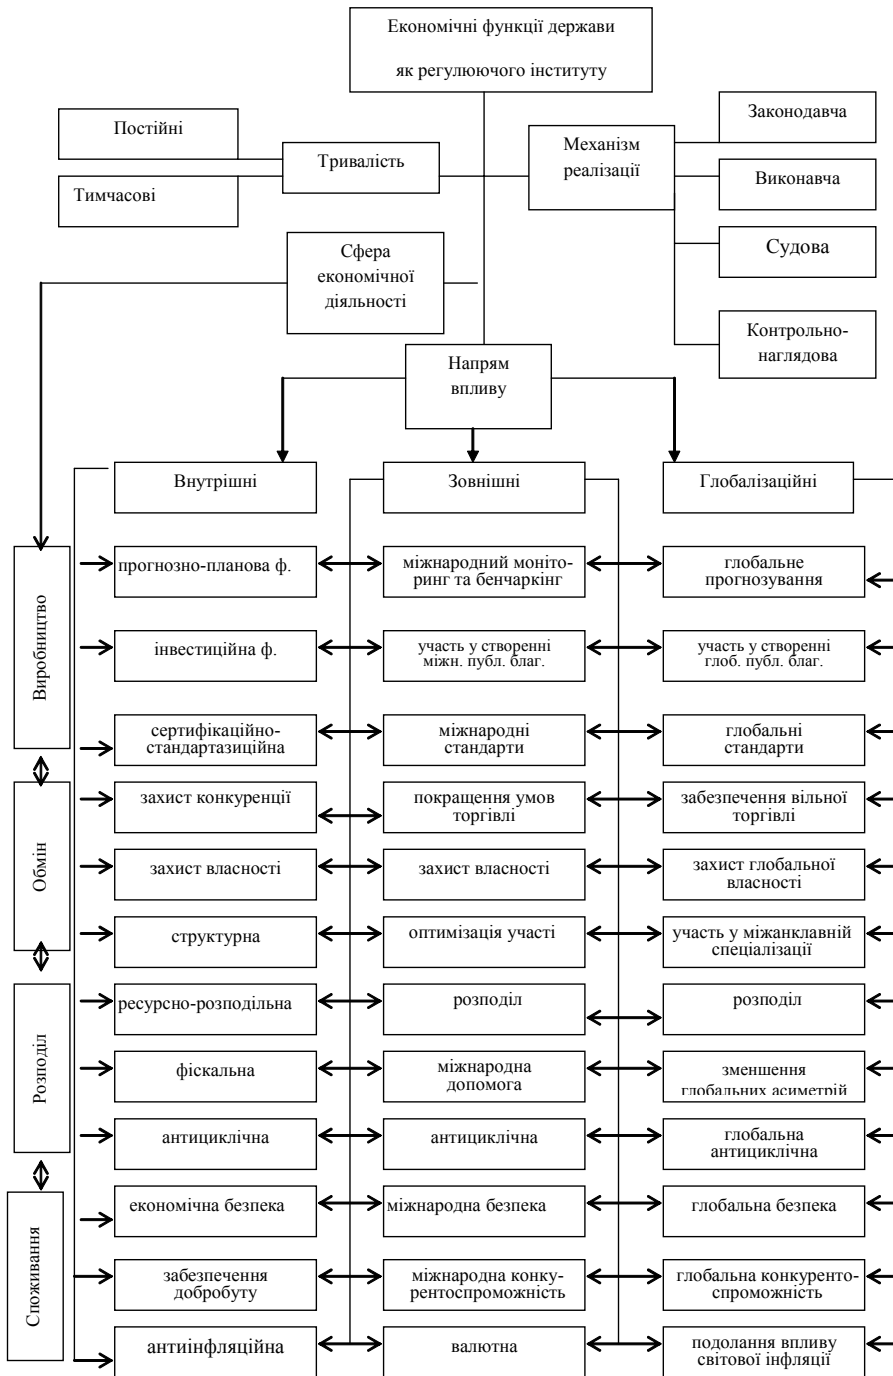 Економічні функції держави
як регулюючого інституту
Постійні
Тимчасові
Тривалість
Механізм
реалізації
Законодавча
Виконавча
Судова
Контрольно-
наглядова
Сфера
економічної
діяльності
Напрям
впливу
Внутрішні
Зовнішні
Глобалізаційні
Виробництво
прогнозно-планова ф.
міжнародний моніто-
ринг та бенчаркінг
глобальне
прогнозування
інвестиційна ф.
участь у створенні
міжн. публ. благ.
участь у створенні
глоб. публ. благ.
сертифікаційно-
стандартазиційна
міжнародні
стандарти
глобальні
стандарти
Обмін
захист конкуренції
покращення умов
торгівлі
забезпечення вільної
торгівлі
захист власності
захист власності
захист глобальної
власності
структурна
оптимізація участі
участь у міжанклавній
спеціалізації
Розподіл
ресурсно-розподільна
розподіл
розподіл
фіскальна
міжнародна
допомога
зменшення
глобальних асиметрій
антициклічна
антициклічна
глобальна
антициклічна
Споживання
економічна безпека
міжнародна безпека
глобальна безпека
забезпечення
добробуту
міжнародна конку-
рентоспроможність
глобальна конкуренто-
спроможність
антиінфляційна
валютна
подолання впливу
світової інфляції